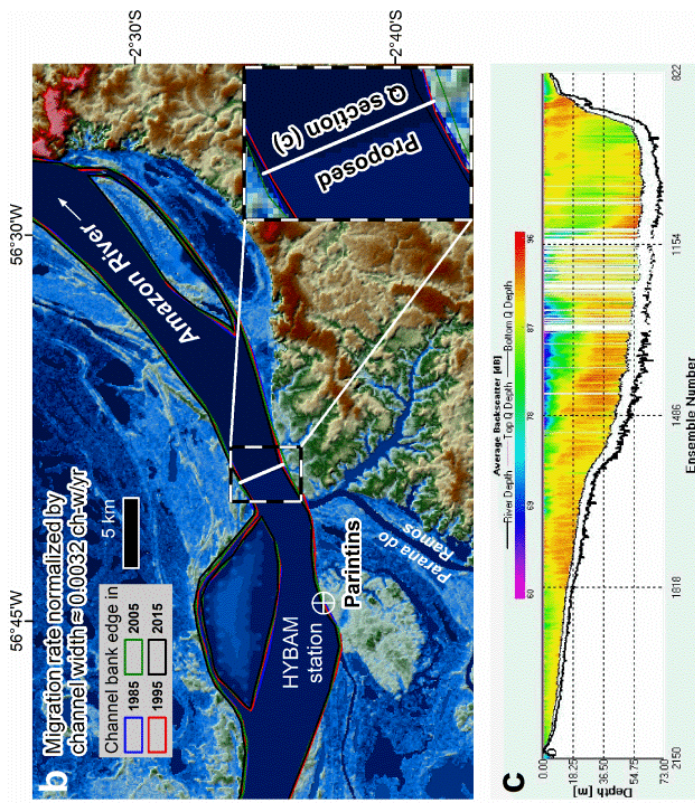 b
Migration rate normalized by
channel width ≈ 0.0032 ch-w/yr
Channel bank edge in
1985
2005
1995
2015
5 km
56°45'W
56°30'W
2°30'S
2°40'S
Amazon River
HYBAM
station
Parintins
Parana do
Ramos
Proposed
Q section (c)
c
Average Backscatter [dB]
60
69
78
87
96
River Depth
Top Q Depth
Bottom Q Depth
Depth [m]
0.00
18.25
36.50
54.75
73.00
2150
1818
1486
1154
822
Ensemble Number